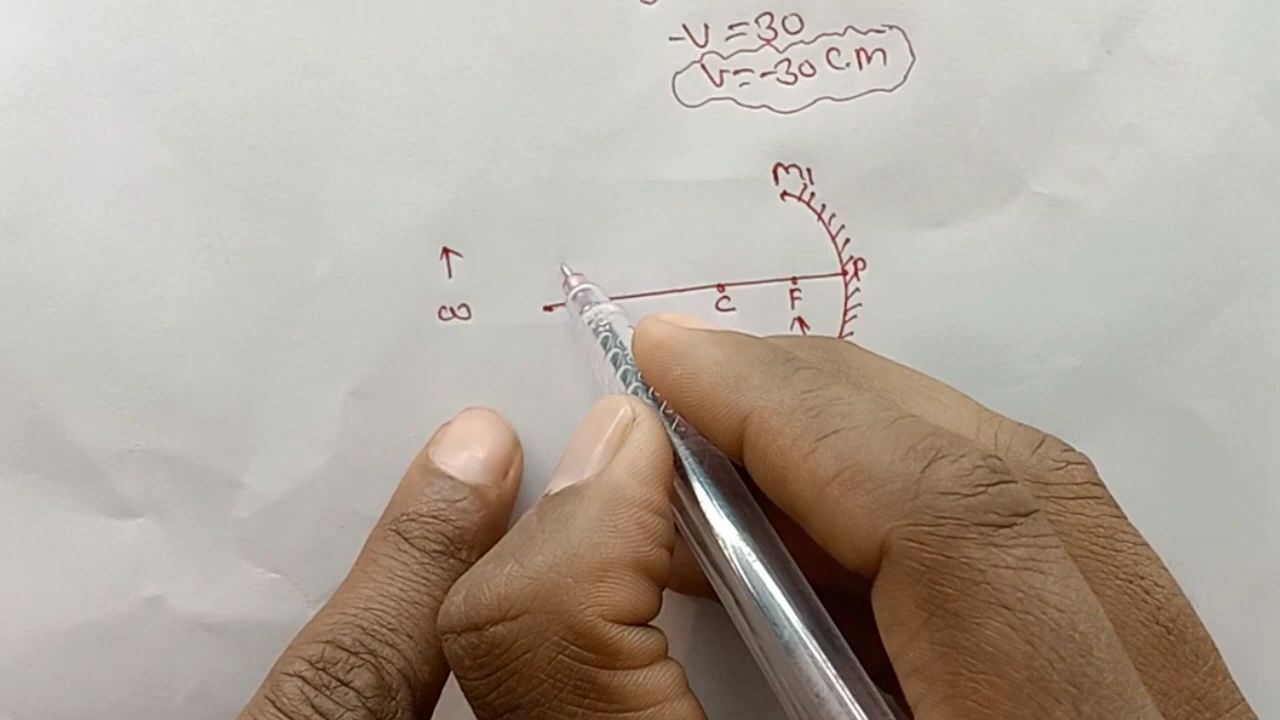 -V = 30
V = -30 C.M
M1
P
C F
∞